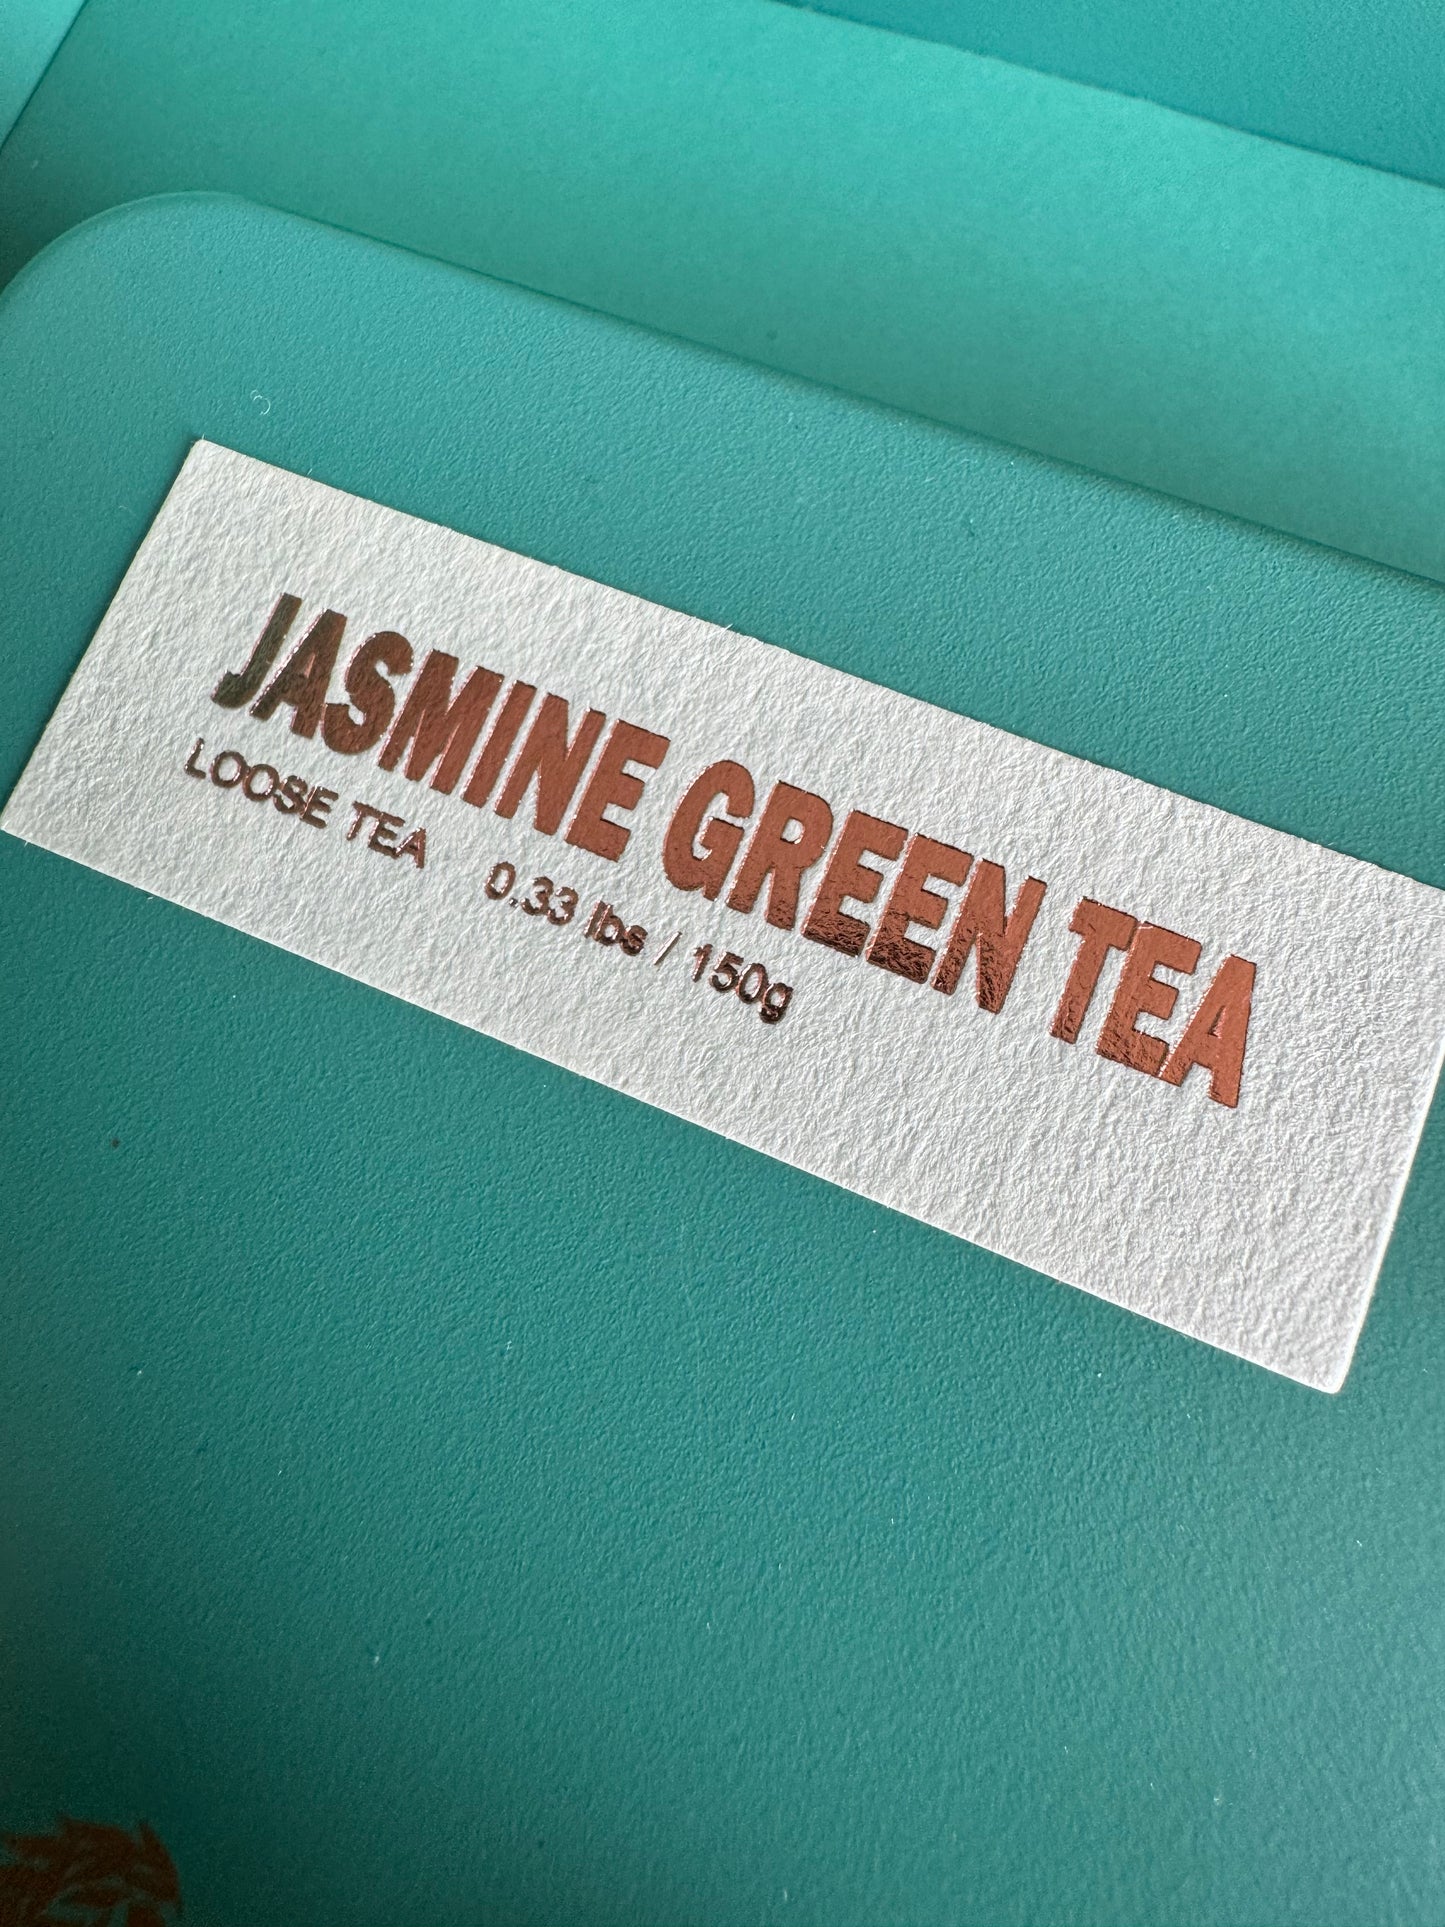 JASMINE GREEN TEA
LOOSE TEA 0.33 lbs / 150g